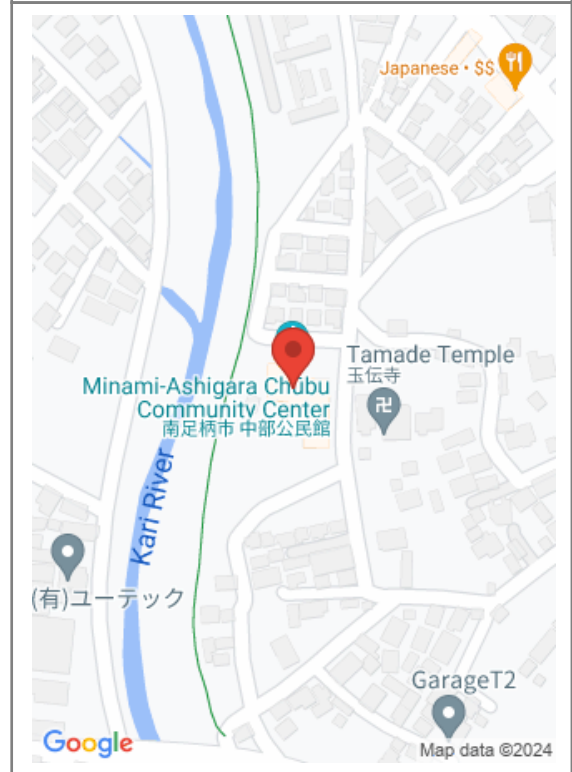 Japanese • $$
Tamade Temple
玉伝寺
Minami-Ashigara Chūbu
Community Center
南足柄市 中部公民館
Kari River
(有)ユーテック
GarageT2
Google
Map data ©2024